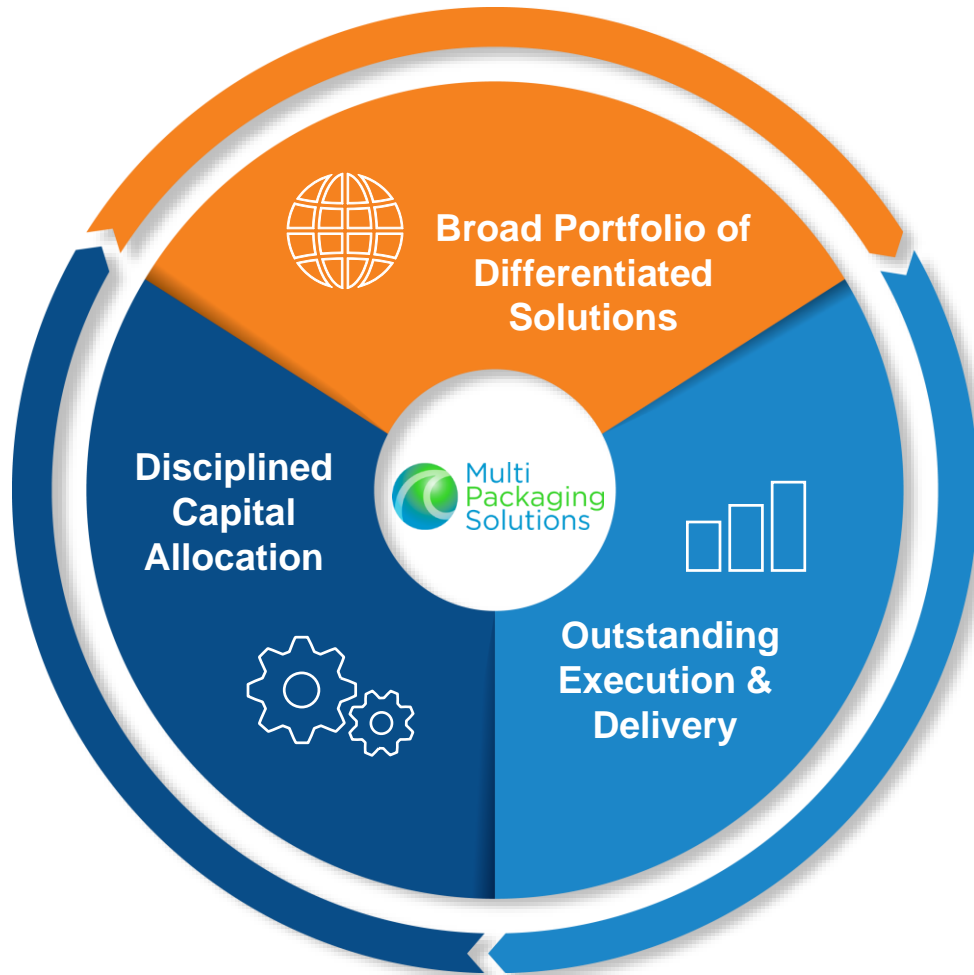 Broad Portfolio of
Differentiated
Solutions
Disciplined
Capital
Allocation
Multi
Packaging
Solutions
Outstanding
Execution &
Delivery